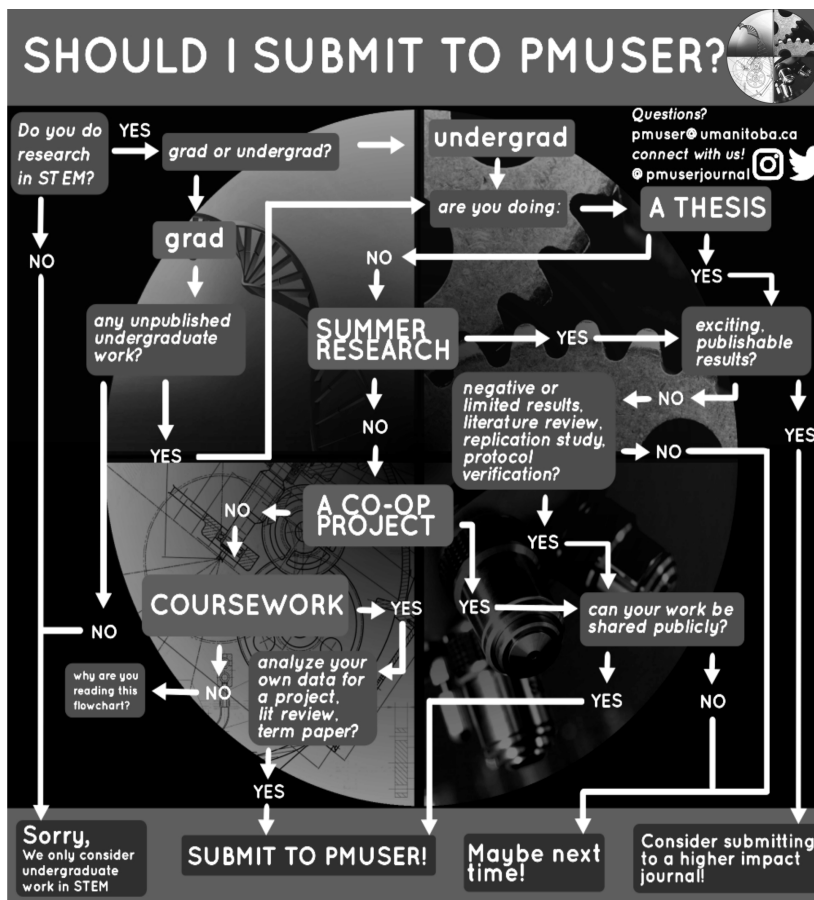 SHOULD I SUBMIT TO PMUSER?
Questions?
pmuser@umanitoba.ca
connect with us!
@pmuserjournal
Do you do
research
in STEM?
YES
grad or undergrad?
undergrad
are you doing:
A THESIS
NO
grad
NO
YES
any unpublished
undergraduate
work?
SUMMER
RESEARCH
YES
exciting,
publishable
results?
negative or
limited results,
literature review,
replication study,
protocol
verification?
NO
NO
YES
YES
NO
A CO-OP
PROJECT
NO
YES
COURSEWORK
YES
YES
can your work be
shared publicly?
NO
why are you
reading this
flowchart?
NO
analyze your
own data for
a project,
lit review,
term paper?
YES
NO
YES
Sorry,
We only consider
undergraduate
work in STEM
SUBMIT TO PMUSER!
Maybe next
time!
Consider submitting
to a higher impact
journal!